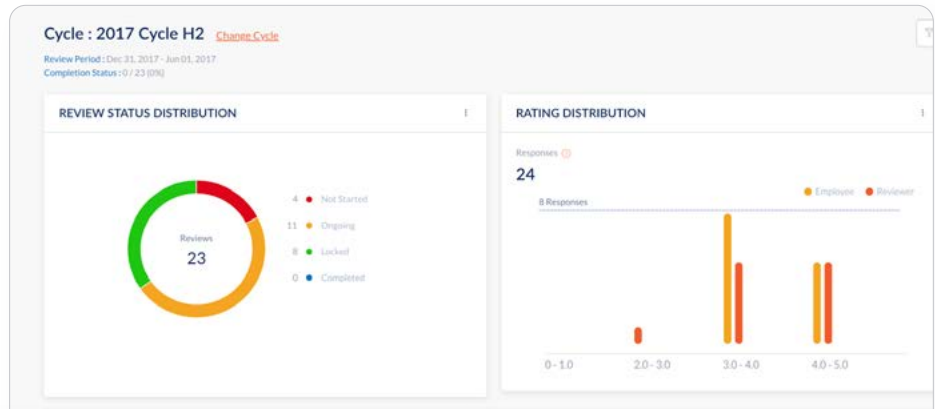 Cycle : 2017 Cycle H2 Change Cycle
Review Period : Dec 31, 2017 - Jun 01, 2017
Completion Status : 0 / 23 (0%)
REVIEW STATUS DISTRIBUTION
Reviews
23
4 Not Started
11 Ongoing
8 Locked
0 Completed
RATING DISTRIBUTION
Responses
24
Employee Reviewer
8 Responses
0 - 1.0 2.0 - 3.0 3.0 - 4.0 4.0 - 5.0